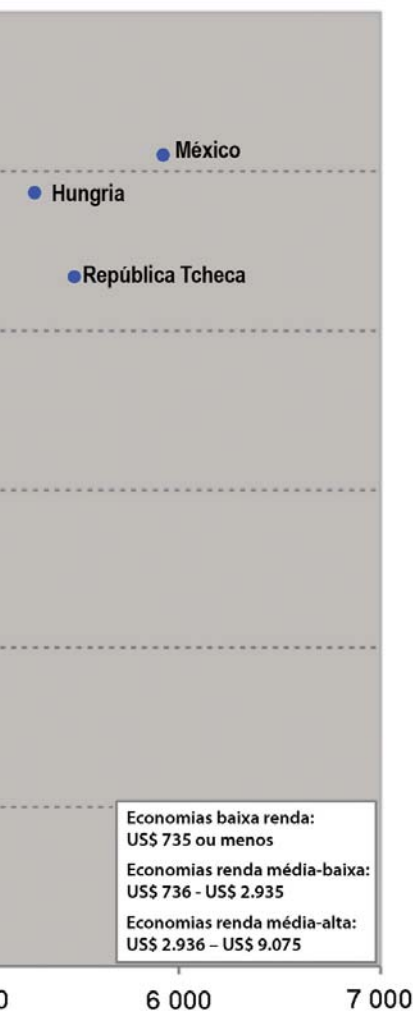 México
Hungria
República Tcheca
Economias baixa renda:
US$ 735 ou menos
Economias renda média-baixa:
US$ 736 - US$ 2.935
Economias renda média-alta:
US$ 2.936 – US$ 9.075
0
6 000
7 000